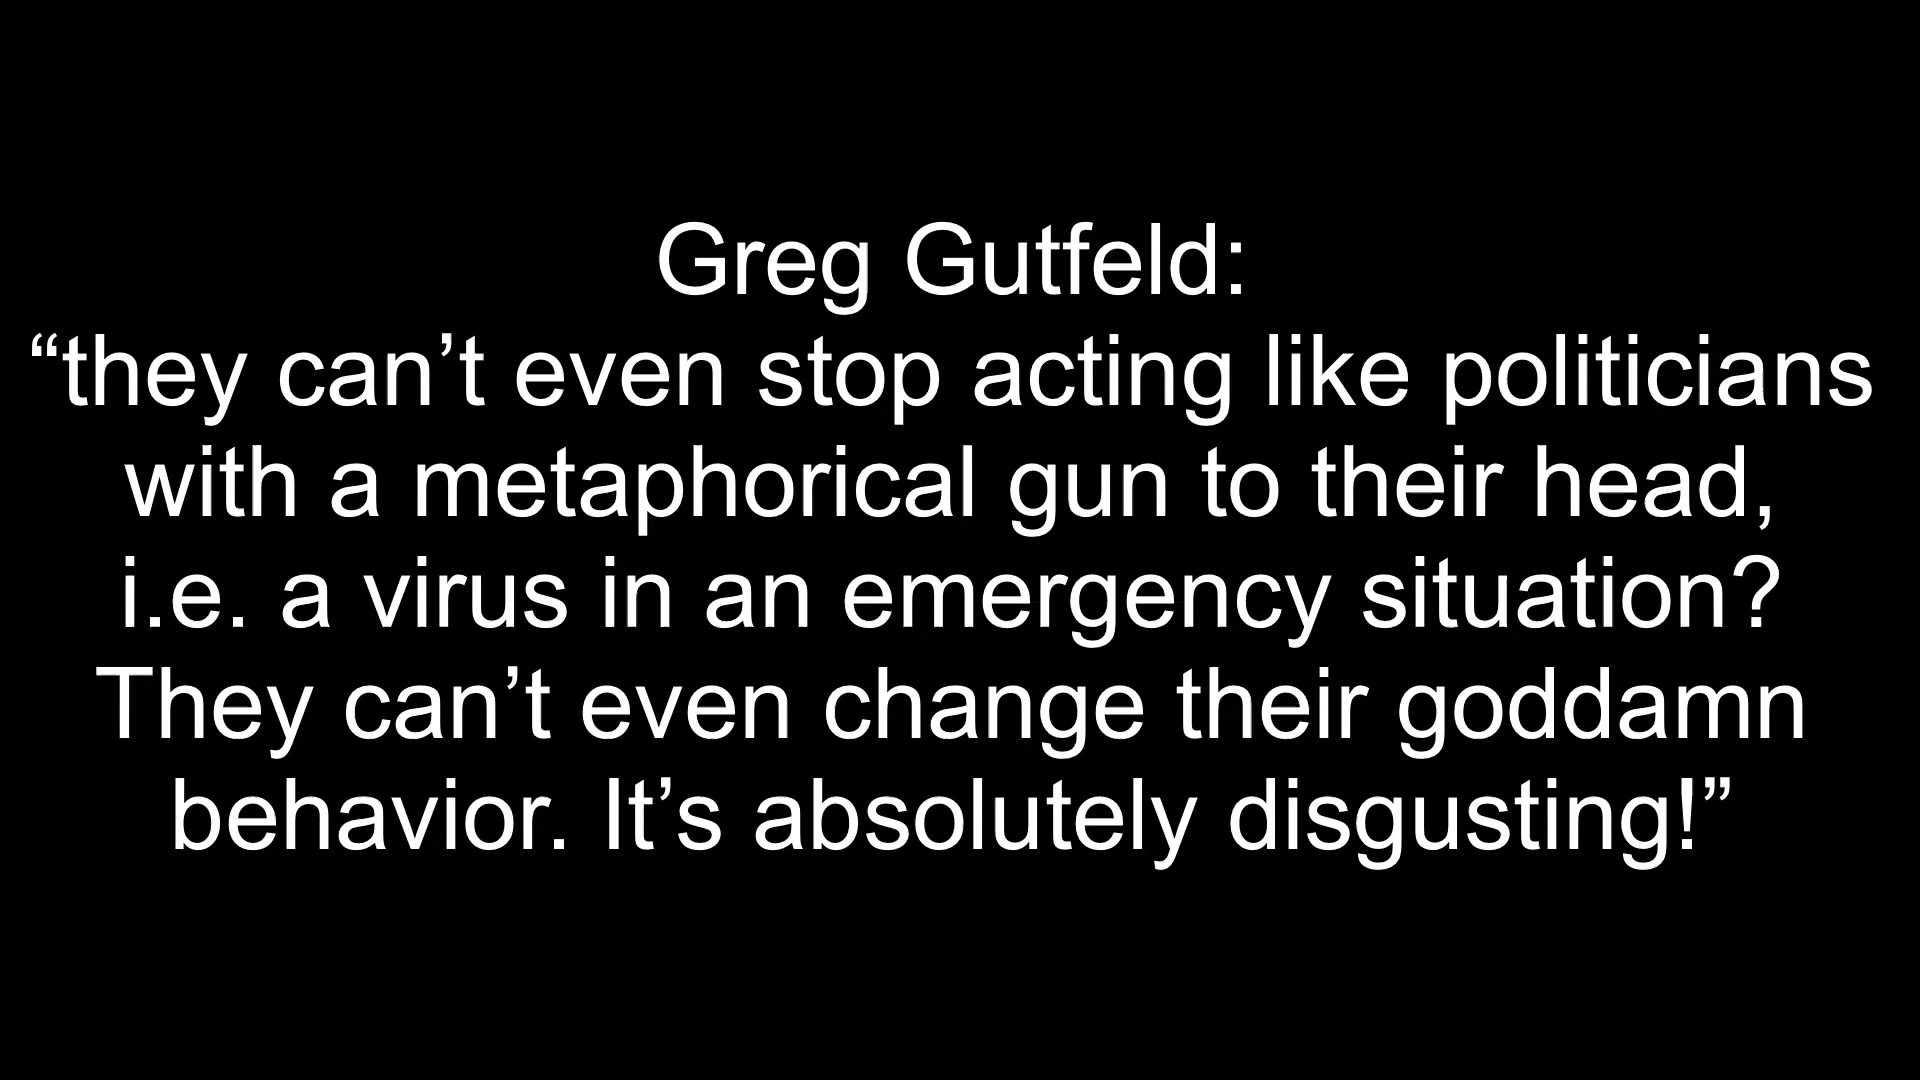 Greg Gutfeld:
“they can’t even stop acting like politicians
with a metaphorical gun to their head,
i.e. a virus in an emergency situation?
They can’t even change their goddamn
behavior. It’s absolutely disgusting!”